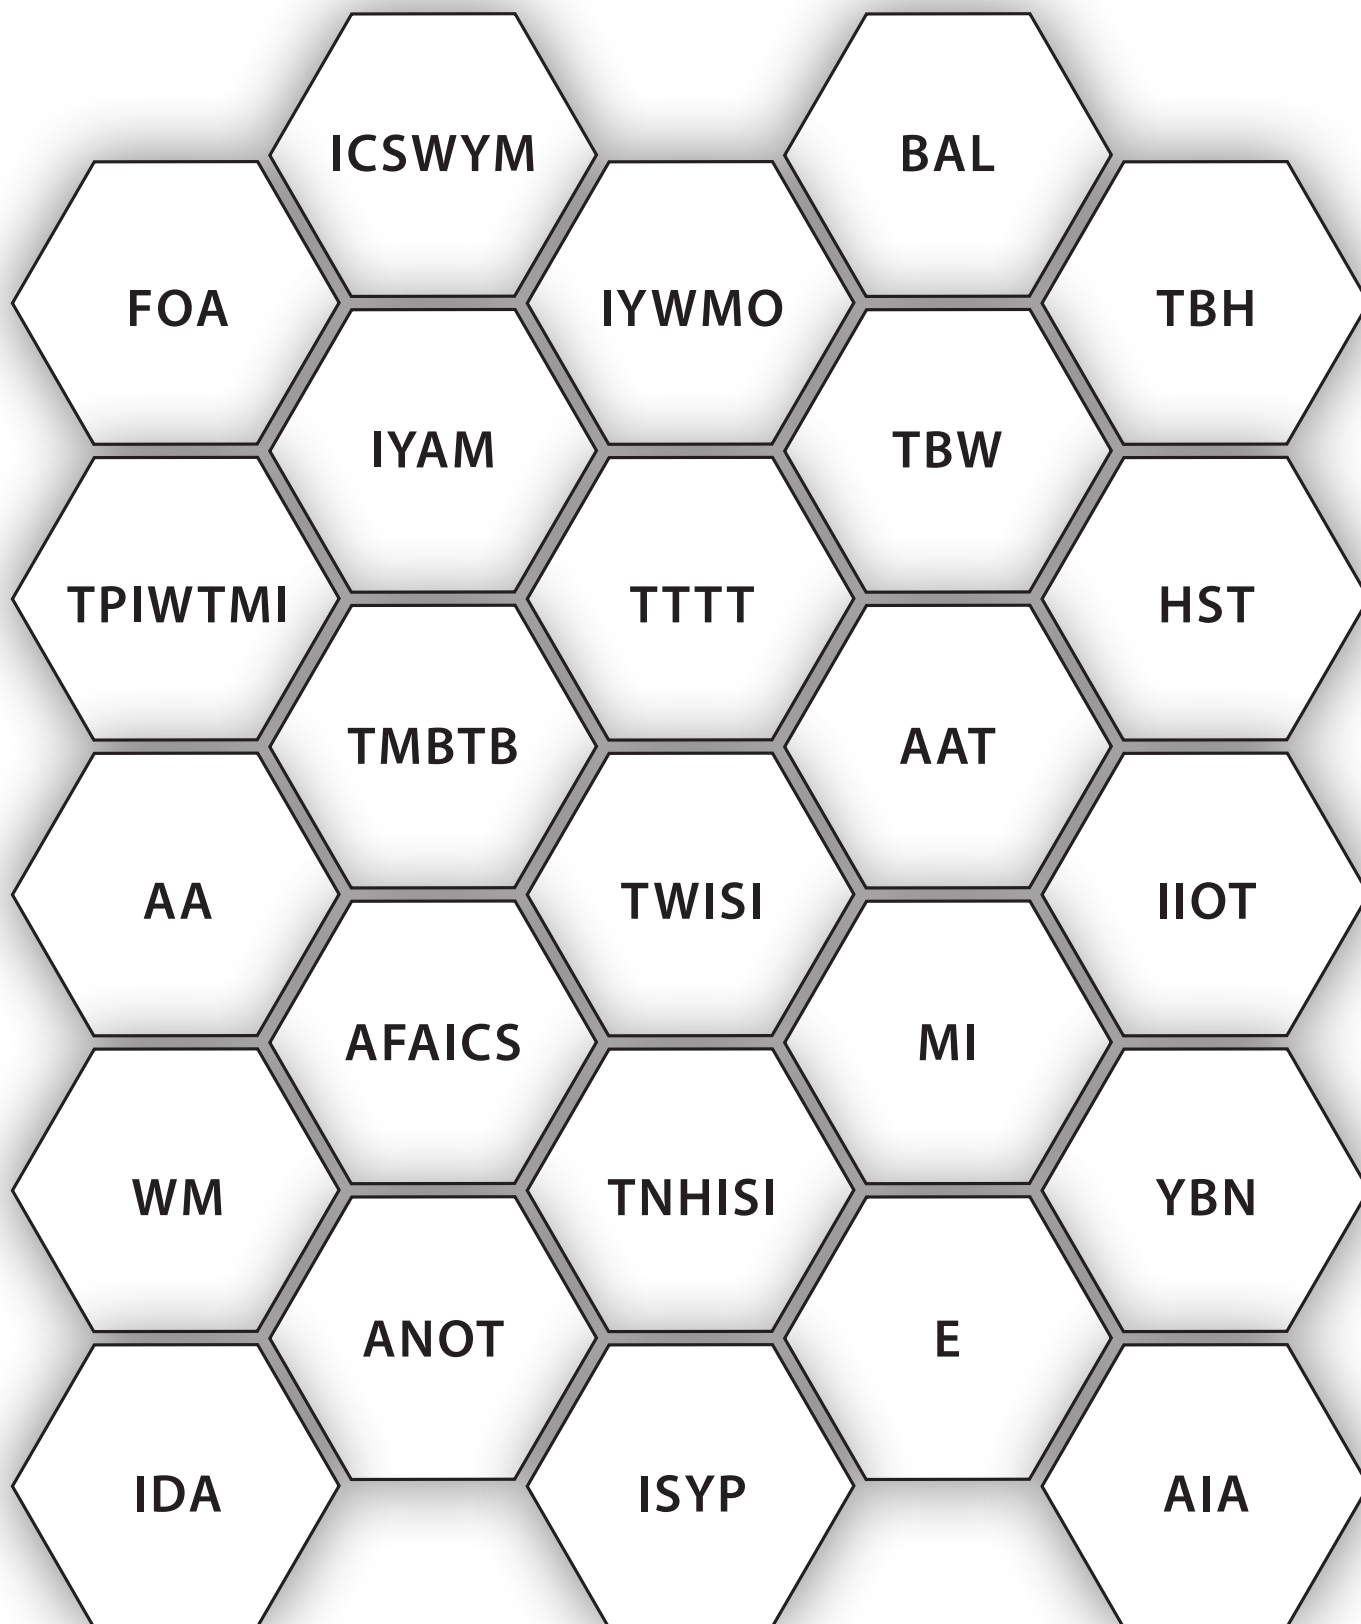 ICSWYM
BAL
FOA
IYWMO
TBH
IYAM
TBW
TPIWTMI
TTTT
HST
TMBTB
AAT
AA
TWISI
IIOT
AFAICS
MI
WM
TNHISI
YBN
ANOT
E
IDA
ISYP
AIA